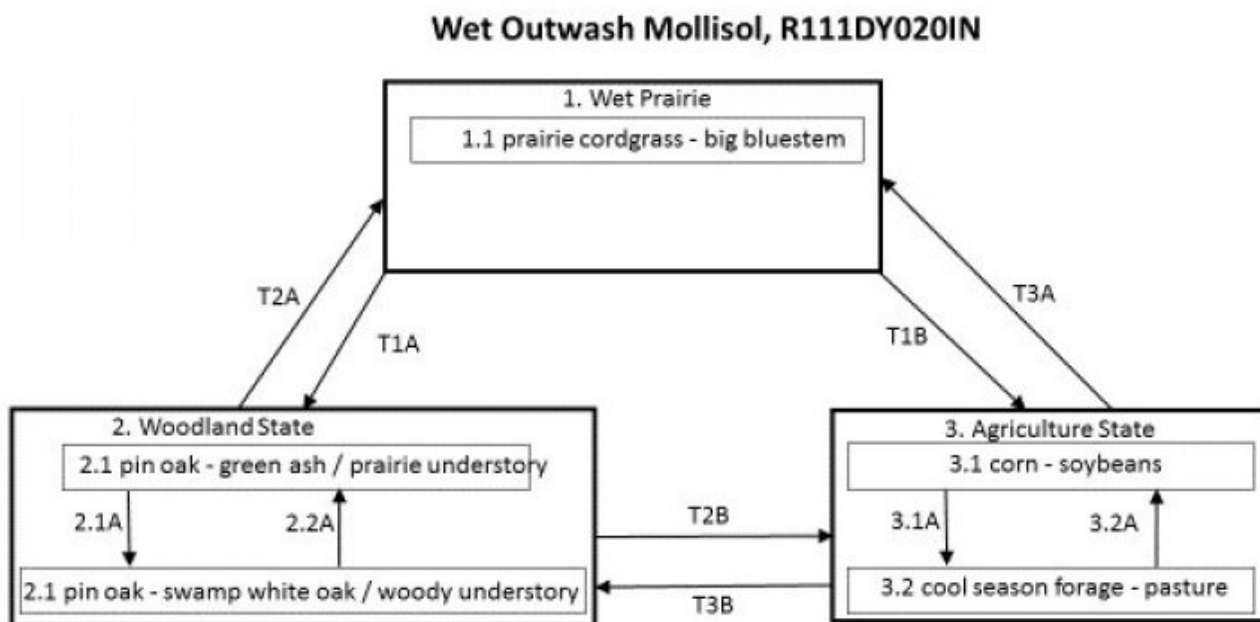 Wet Outwash Mollisol, R111DY020IN
1. Wet Prairie
1.1 prairie cordgrass - big bluestem
T2A
T1A
T1B
T3A
2. Woodland State
2.1 pin oak - green ash / prairie understory
2.1A
2.2A
2.1 pin oak - swamp white oak / woody understory
T2B
T3B
3. Agriculture State
3.1 corn - soybeans
3.1A
3.2A
3.2 cool season forage - pasture